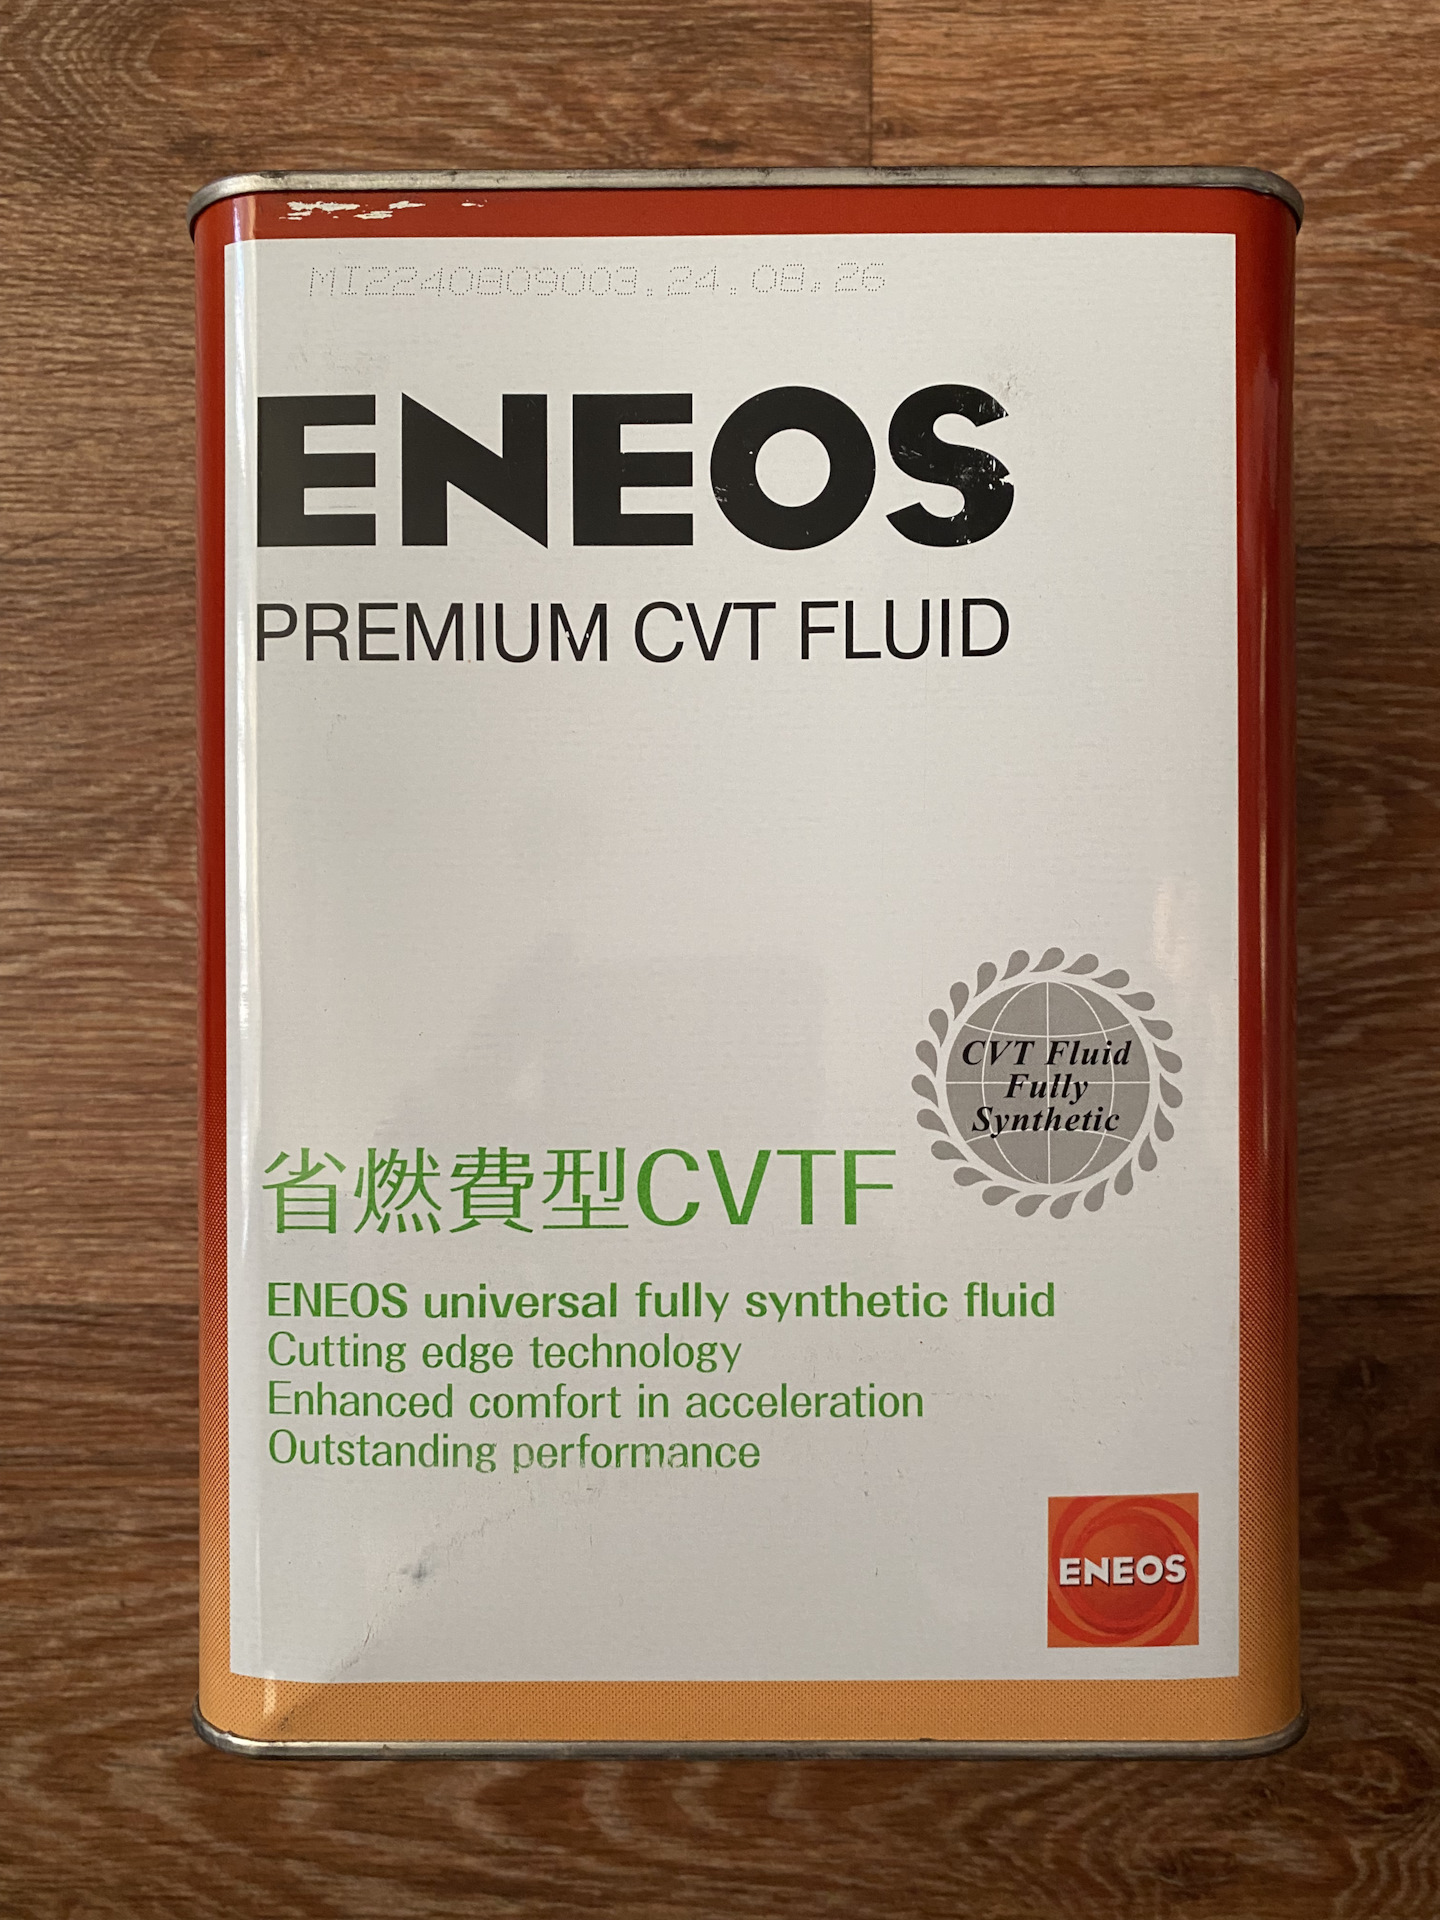 MI2240809003.24.08.26
ENEOS
PREMIUM CVT FLUID
CVT Fluid
Fully
Synthetic
省燃費型CVTF
ENEOS universal fully synthetic fluid
Cutting edge technology
Enhanced comfort in acceleration
Outstanding performance
ENEOS